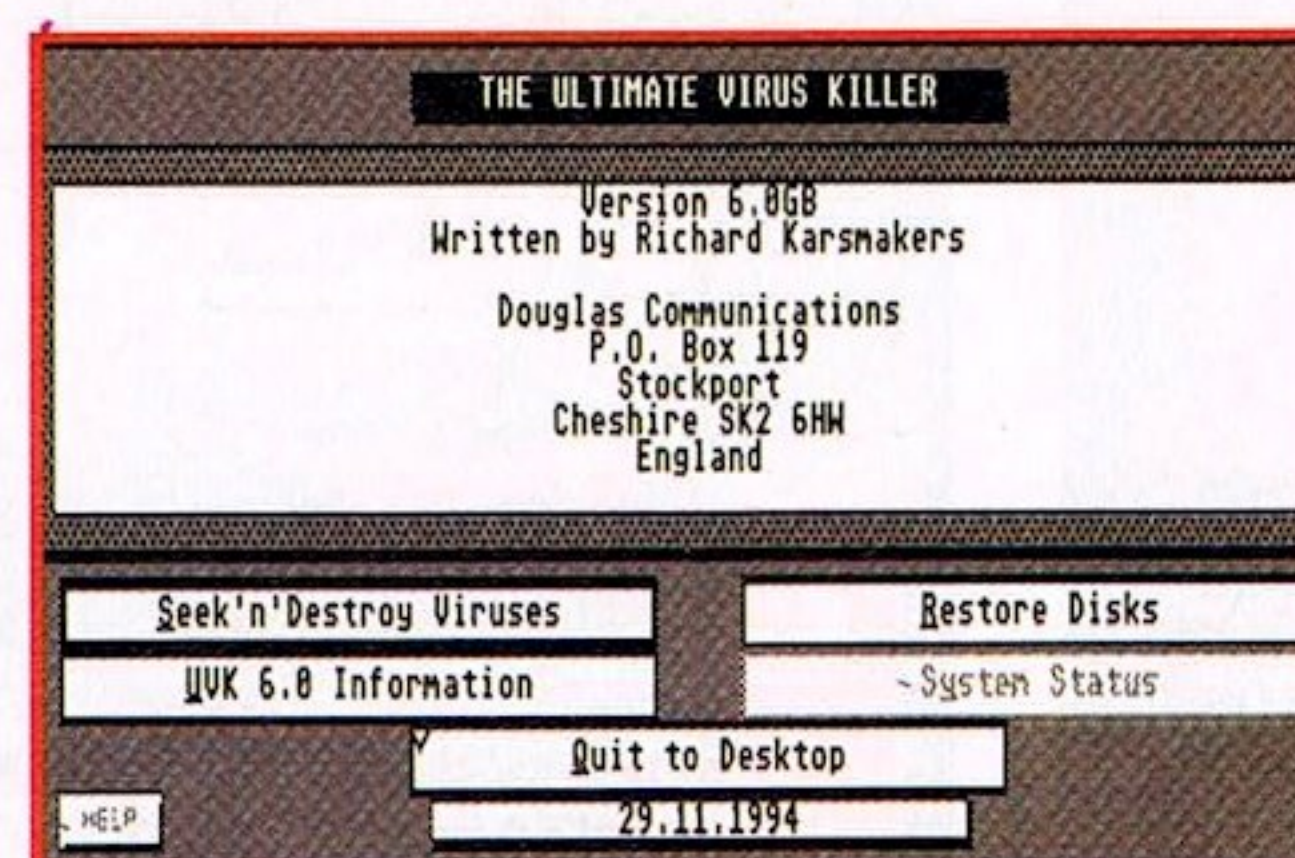 THE ULTIMATE VIRUS KILLER
Version 6.0GB
Written by Richard Karsmakers
Douglas Communications
P.O. Box 119
Stockport
Cheshire SK2 6HW
England
Seek'n'Destroy Viruses
Restore Disks
UVK 6.0 Information
~System Status
Quit to Desktop
HELP
29.11.1994